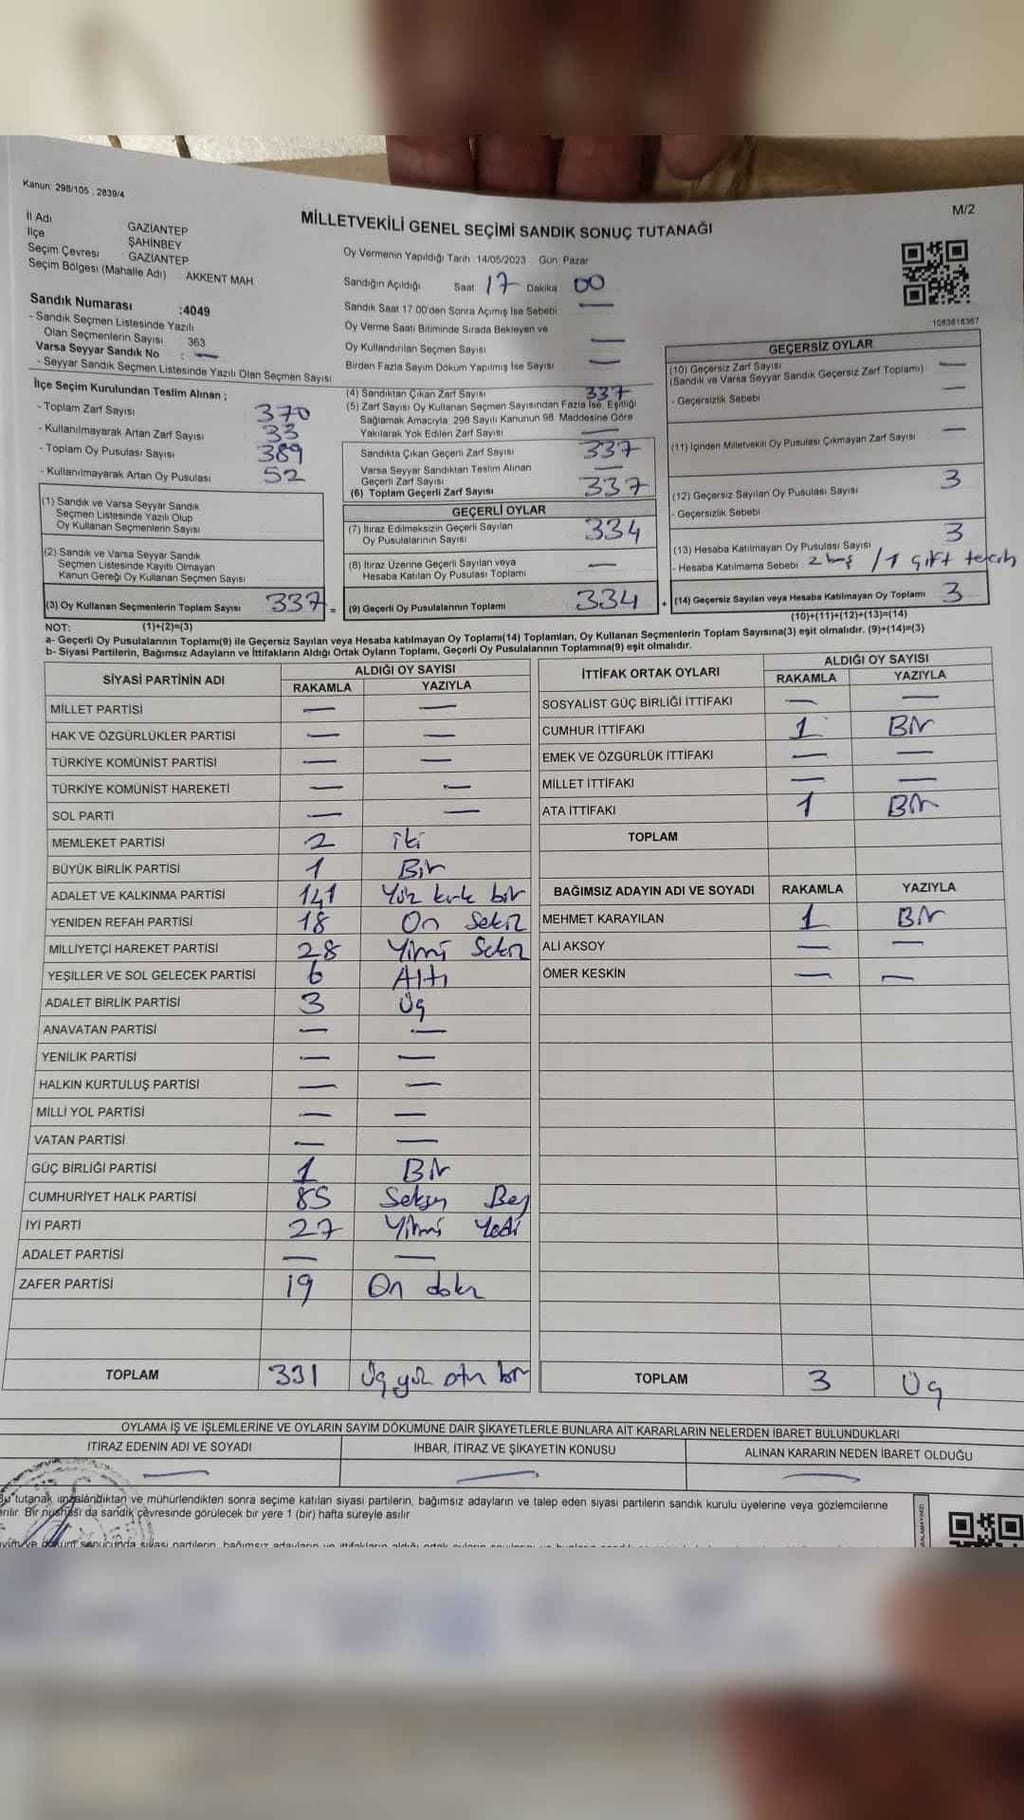 Kanun: 298/105 . 2839/4
M/2
MİLLETVEKİLİ GENEL SEÇİMİ SANDIK SONUÇ TUTANAĞI
İl Adı GAZİANTEP
İlçe ŞAHİNBEY
Seçim Çevresi GAZİANTEP
Seçim Bölgesi (Mahalle Adı) AKKENT MAH
Sandık Numarası :4049
- Sandık Seçmen Listesinde Yazılı
Olan Seçmenlerin Sayısı 363
Varsa Seyyar Sandık No : —
- Seyyar Sandık Seçmen Listesinde Yazılı Olan Seçmen Sayısı
Oy Vermenin Yapıldığı Tarih :14/05/2023 Gün: Pazar
Sandığın Açıldığı Saat 17 Dakika 00
Sandık Saat 17.00'den Sonra Açımış İse Sebebi —
Oy Verme Saati Bitiminde Sırada Bekleyen ve
Oy Kullandırılan Seçmen Sayısı —
Birden Fazla Sayım Döküm Yapılmış İse Sayısı —
1083818367
İlçe Seçim Kurulundan Teslim Alınan ;
- Toplam Zarf Sayısı 370
- Kullanılmayarak Artan Zarf Sayısı 33
- Toplam Oy Pusulası Sayısı 389
- Kullanılmayarak Artan Oy Pusulası 52
(1) Sandık ve Varsa Seyyar Sandık
Seçmen Listesinde Yazılı Olup
Oy Kullanan Seçmenlerin Sayısı
(2) Sandık ve Varsa Seyyar Sandık
Seçmen Listesinde Kayıtlı Olmayan
Kanun Gereği Oy Kullanan Seçmen Sayısı
(3) Oy Kullanan Seçmenlerin Toplam Sayısı 337 =
(1)+(2)=(3)
(4) Sandıktan Çıkan Zarf Sayısı 337
(5) Zarf Sayısı Oy Kullanan Seçmen Sayısından Fazla İse, Eşitliği
Sağlamak Amacıyla, 298 Sayılı Kanunun 98. Maddesine Göre
Yakılarak Yok Edilen Zarf Sayısı —
Sandıkta Çıkan Geçerli Zarf Sayısı 337
Varsa Seyyar Sandıktan Teslim Alınan
Geçerli Zarf Sayısı —
(6) Toplam Geçerli Zarf Sayısı 337
GEÇERLİ OYLAR
(7) İtiraz Edilmeksizin Geçerli Sayılan
Oy Pusulalarının Sayısı 334
(8) İtiraz Üzerine Geçerli Sayılan veya
Hesaba Katılan Oy Pusulası Toplamı —
(9) Geçerli Oy Pusulalarının Toplamı 334 +
GEÇERSİZ OYLAR
(10) Geçersiz Zarf Sayısı —
(Sandık ve Varsa Seyyar Sandık Geçersiz Zarf Toplamı)
- Geçersizlik Sebebi —
(11) İçinden Milletvekili Oy Pusulası Çıkmayan Zarf Sayısı —
(12) Geçersiz Sayılan Oy Pusulası Sayısı 3
- Geçersizlik Sebebi
(13) Hesaba Katılmayan Oy Pusulası Sayısı 3
- Hesaba Katılmama Sebebi 2 boş / 1 çift tercih
(14) Geçersiz Sayılan veya Hesaba Katılmayan Oy Toplamı 3
(10)+(11)+(12)+(13)=(14)
NOT:
a- Geçerli Oy Pusulalarının Toplamı(9) ile Geçersiz Sayılan veya Hesaba katılmayan Oy Toplamı(14) Toplamları, Oy Kullanan Seçmenlerin Toplam Sayısına(3) eşit olmalıdır. (9)+(14)=(3)
b- Siyasi Partilerin, Bağımsız Adayların ve İttifakların Aldığı Ortak Oyların Toplamı, Geçerli Oy Pusulalarının Toplamına(9) eşit olmalıdır.
SİYASİ PARTİNİN ADI ALDIĞI OY SAYISI
RAKAMLA YAZIYLA
MİLLET PARTİSİ — —
HAK VE ÖZGÜRLÜKLER PARTİSİ — —
TÜRKİYE KOMÜNİST PARTİSİ — —
TÜRKİYE KOMÜNİST HAREKETİ — —
SOL PARTİ — —
MEMLEKET PARTİSİ 2 iki
BÜYÜK BİRLİK PARTİSİ 1 Bir
ADALET VE KALKINMA PARTİSİ 141 Yüz kırk bir
YENİDEN REFAH PARTİSİ 18 On Sekiz
MİLLİYETÇİ HAREKET PARTİSİ 28 Yirmi Sekiz
YEŞİLLER VE SOL GELECEK PARTİSİ 6 Altı
ADALET BİRLİK PARTİSİ 3 Üç
ANAVATAN PARTİSİ — —
YENİLİK PARTİSİ — —
HALKIN KURTULUŞ PARTİSİ — —
MİLLİ YOL PARTİSİ — —
VATAN PARTİSİ — —
GÜÇ BİRLİĞİ PARTİSİ 1 Bir
CUMHURİYET HALK PARTİSİ 85 Seksen Beş
İYİ PARTİ 27 Yirmi Yedi
ADALET PARTİSİ — —
ZAFER PARTİSİ 19 On dokuz
TOPLAM 331 Üç yüz otuz bir
İTTİFAK ORTAK OYLARI ALDIĞI OY SAYISI
RAKAMLA YAZIYLA
SOSYALİST GÜÇ BİRLİĞİ İTTİFAKI — —
CUMHUR İTTİFAKI 1 Bir
EMEK VE ÖZGÜRLÜK İTTİFAKI — —
MİLLET İTTİFAKI — —
ATA İTTİFAKI 1 Bir
TOPLAM
BAĞIMSIZ ADAYIN ADI VE SOYADI RAKAMLA YAZIYLA
MEHMET KARAYILAN 1 Bir
ALİ AKSOY — —
ÖMER KESKİN — —
TOPLAM 3 Üç
OYLAMA İŞ VE İŞLEMLERİNE VE OYLARIN SAYIM DÖKÜMÜNE DAİR ŞİKAYETLERLE BUNLARA AİT KARARLARIN NELERDEN İBARET BULUNDUKLARI
İTİRAZ EDENİN ADI VE SOYADI İHBAR, İTİRAZ VE ŞİKAYETİN KONUSU ALINAN KARARIN NEDEN İBARET OLDUĞU
— — —
Bu tutanak imzalandıktan ve mühürlendikten sonra seçime katılan siyasi partilerin, bağımsız adayların ve talep eden siyasi partilerin sandık kurulu üyelerine veya gözlemcilerine
erilir. Bir nüshası da sandık çevresinde görülecek bir yere 1 (bir) hafta süreyle asılır